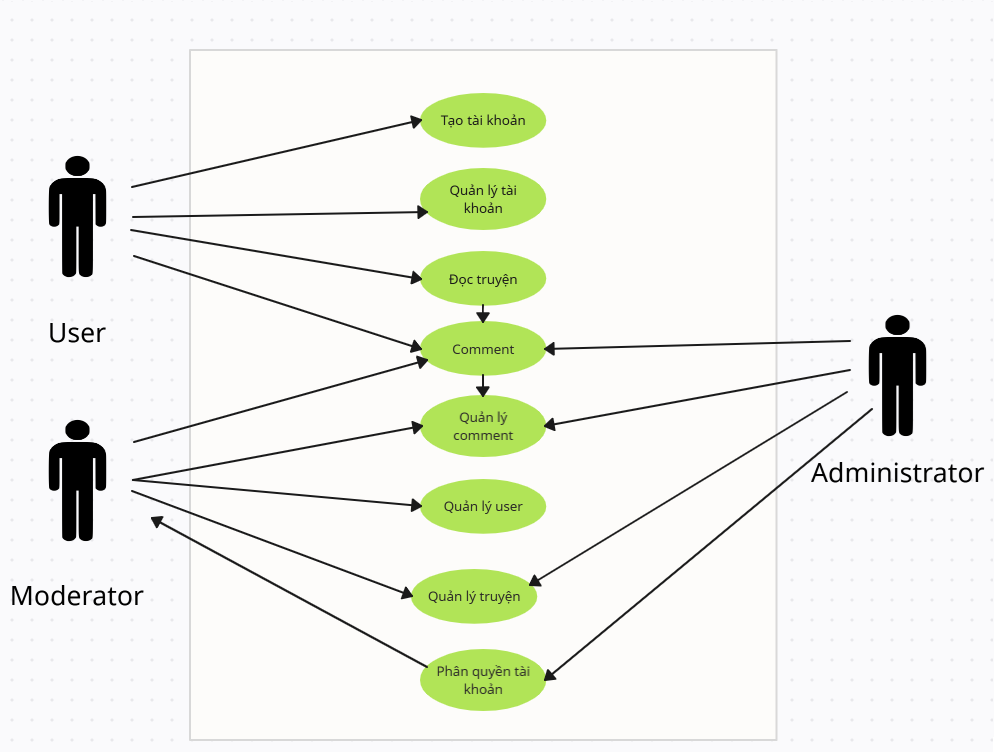 Tạo tài khoản
Quản lý tài
khoản
Đọc truyện
User
Comment
Quản lý
comment
Administrator
Quản lý user
Moderator
Quản lý truyện
Phân quyền tài
khoản